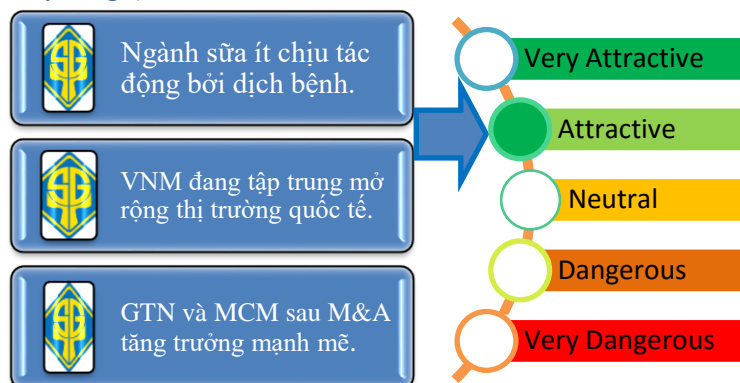 Ngành sữa ít chịu tác
động bởi dịch bệnh.
VNM đang tập trung mở
rộng thị trường quốc tế.
GTN và MCM sau M&A
tăng trưởng mạnh mẽ.
Very Attractive
Attractive
Neutral
Dangerous
Very Dangerous